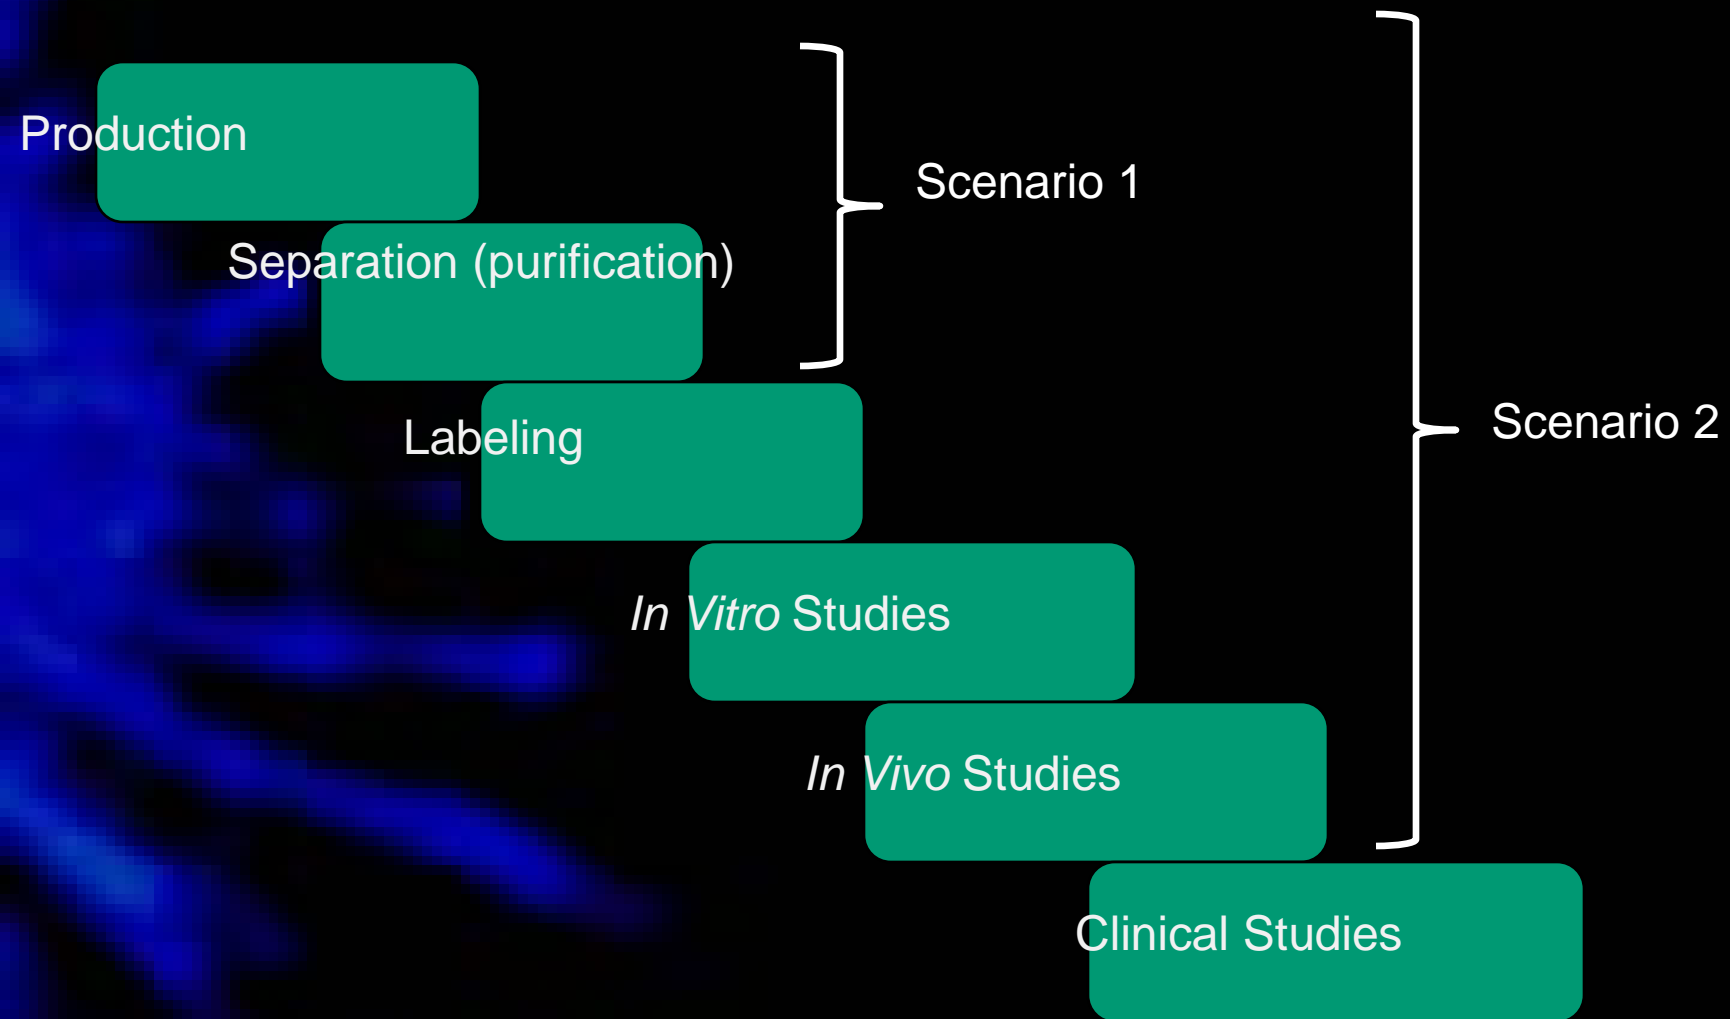 Production
Scenario 1
Separation (purification)
Labeling
Scenario 2
In Vitro Studies
In Vivo Studies
Clinical Studies